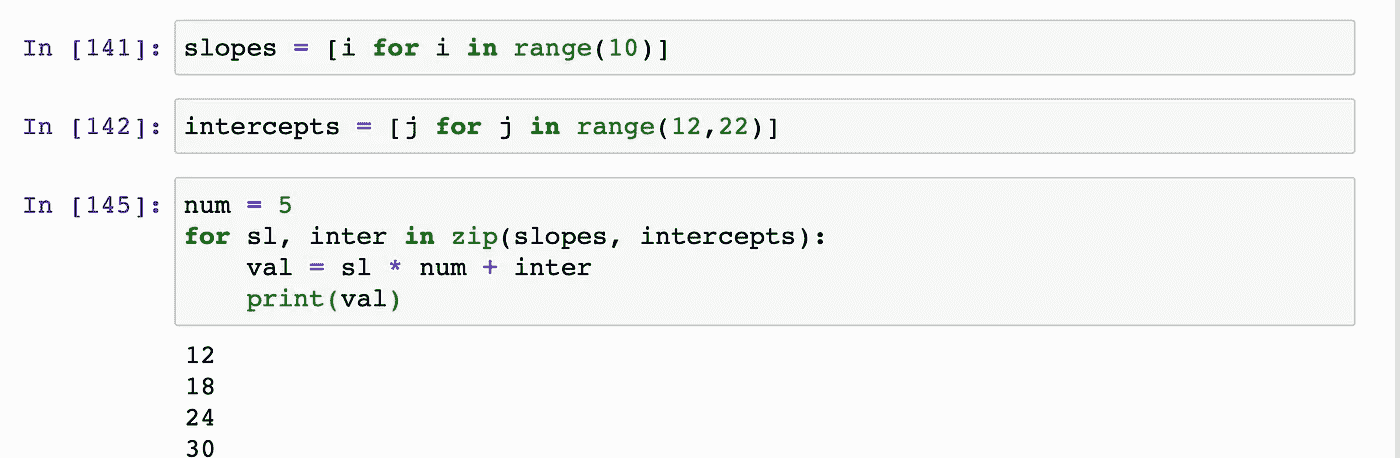 In [141]: slopes = [i for i in range(10)]
In [142]: intercepts = [j for j in range(12,22)]
In [145]: num = 5
for sl, inter in zip(slopes, intercepts):
    val = sl * num + inter
    print(val)
12
18
24
30